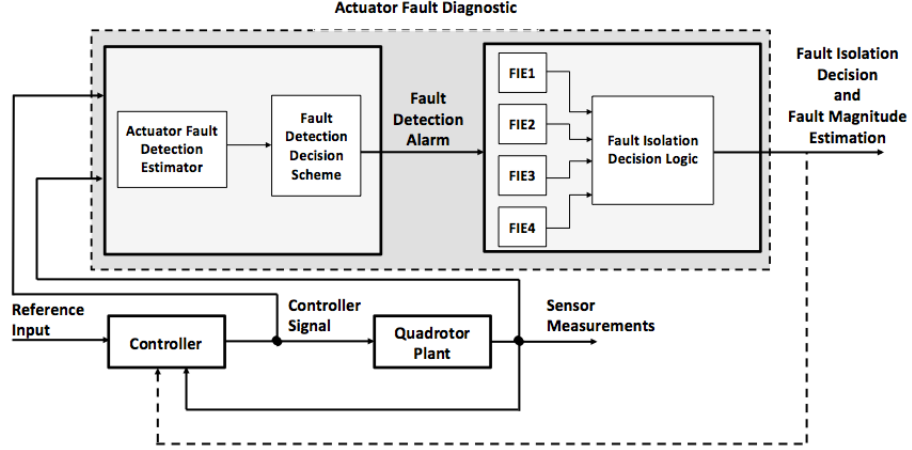 Actuator Fault Diagnostic
FIE1
FIE2
FIE3
FIE4
Actuator Fault
Detection
Estimator
Fault
Detection
Decision
Scheme
Fault
Detection
Alarm
Fault Isolation
Decision Logic
Fault Isolation
Decision
and
Fault Magnitude
Estimation
Reference
Input
Controller
Controller
Signal
Quadrotor
Plant
Sensor
Measurements